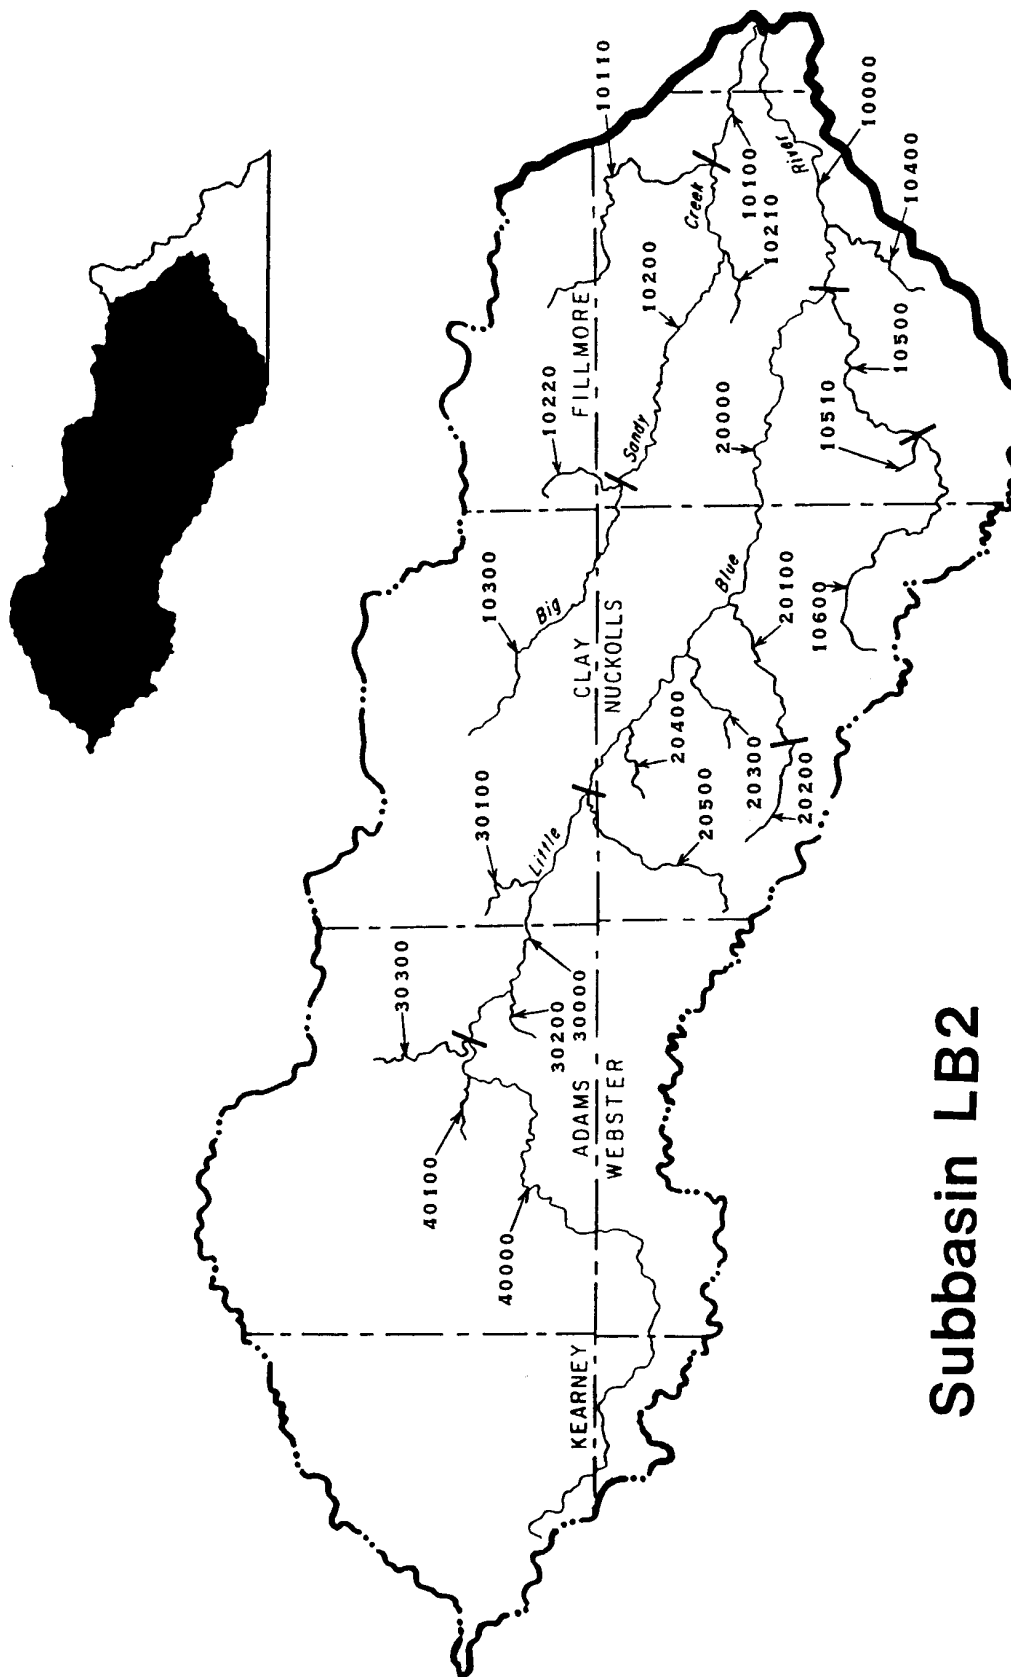 Subbasin LB2
KEARNEY
ADAMS
WEBSTER
CLAY
NUCKOLLS
FILLMORE
Little
Blue
River
Big
Sandy
Creek
40000
40100
30300
30200
30000
30100
20500
20400
20300
20200
20100
20000
10300
10220
10200
10210
10100
10110
10600
10510
10500
10400
10000